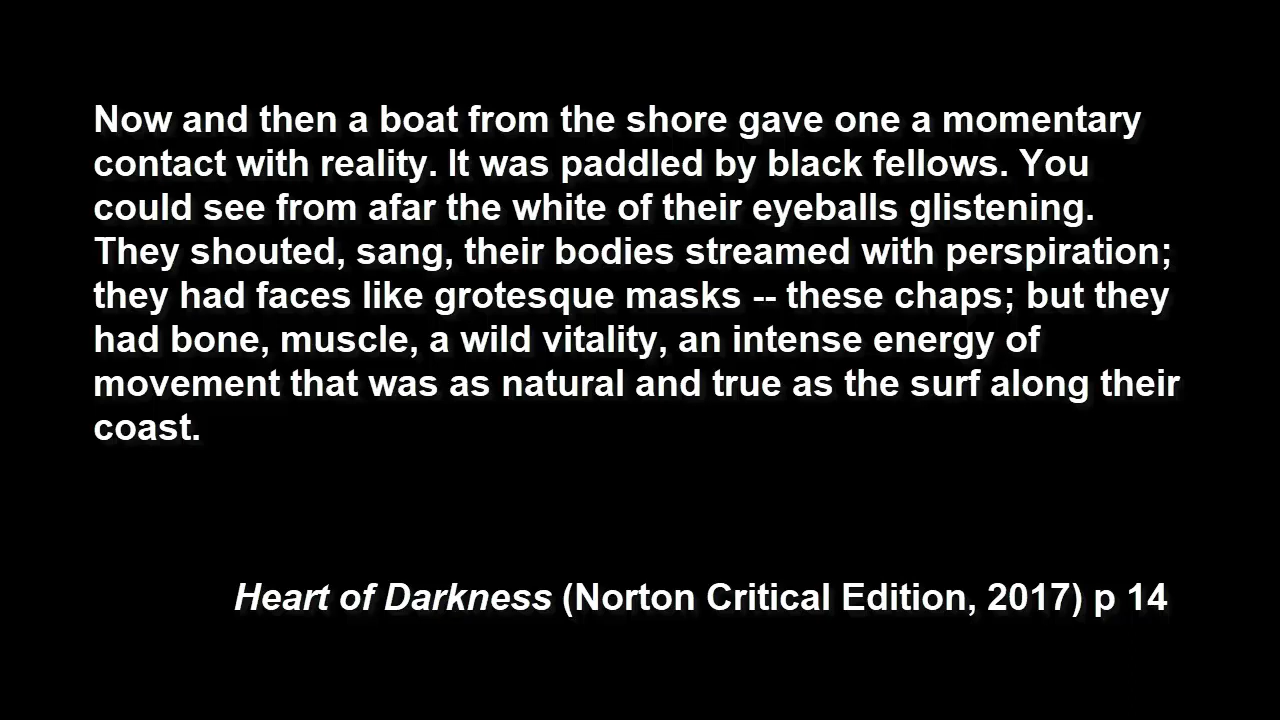 Now and then a boat from the shore gave one a momentary
contact with reality. It was paddled by black fellows. You
could see from afar the white of their eyeballs glistening.
They shouted, sang, their bodies streamed with perspiration;
they had faces like grotesque masks -- these chaps; but they
had bone, muscle, a wild vitality, an intense energy of
movement that was as natural and true as the surf along their
coast.
Heart of Darkness (Norton Critical Edition, 2017) p 14